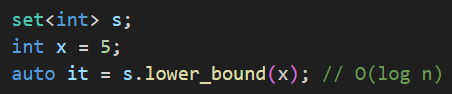 set<int> s;
int x = 5;
auto it = s.lower_bound(x); // O(log n)